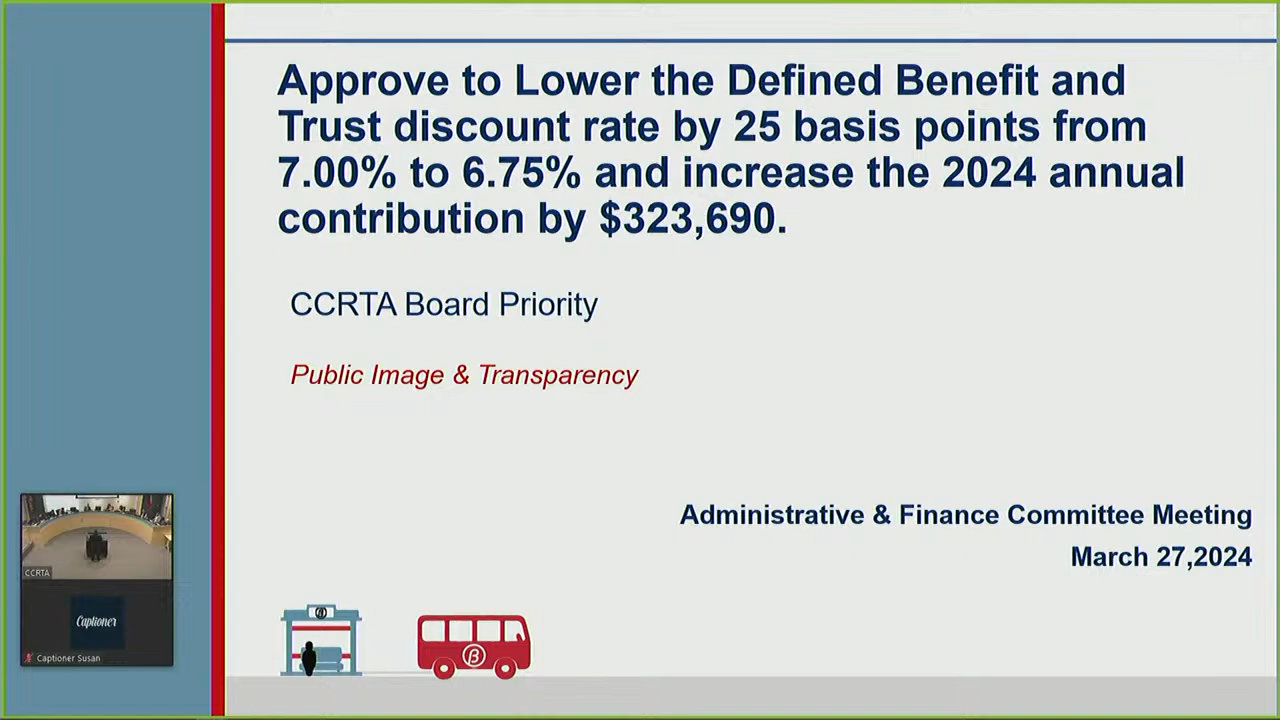 Approve to Lower the Defined Benefit and
Trust discount rate by 25 basis points from
7.00% to 6.75% and increase the 2024 annual
contribution by $323,690.
CCRTA Board Priority
Public Image & Transparency
Administrative & Finance Committee Meeting
March 27,2024
CCRTA
Captioner
Captioner Susan